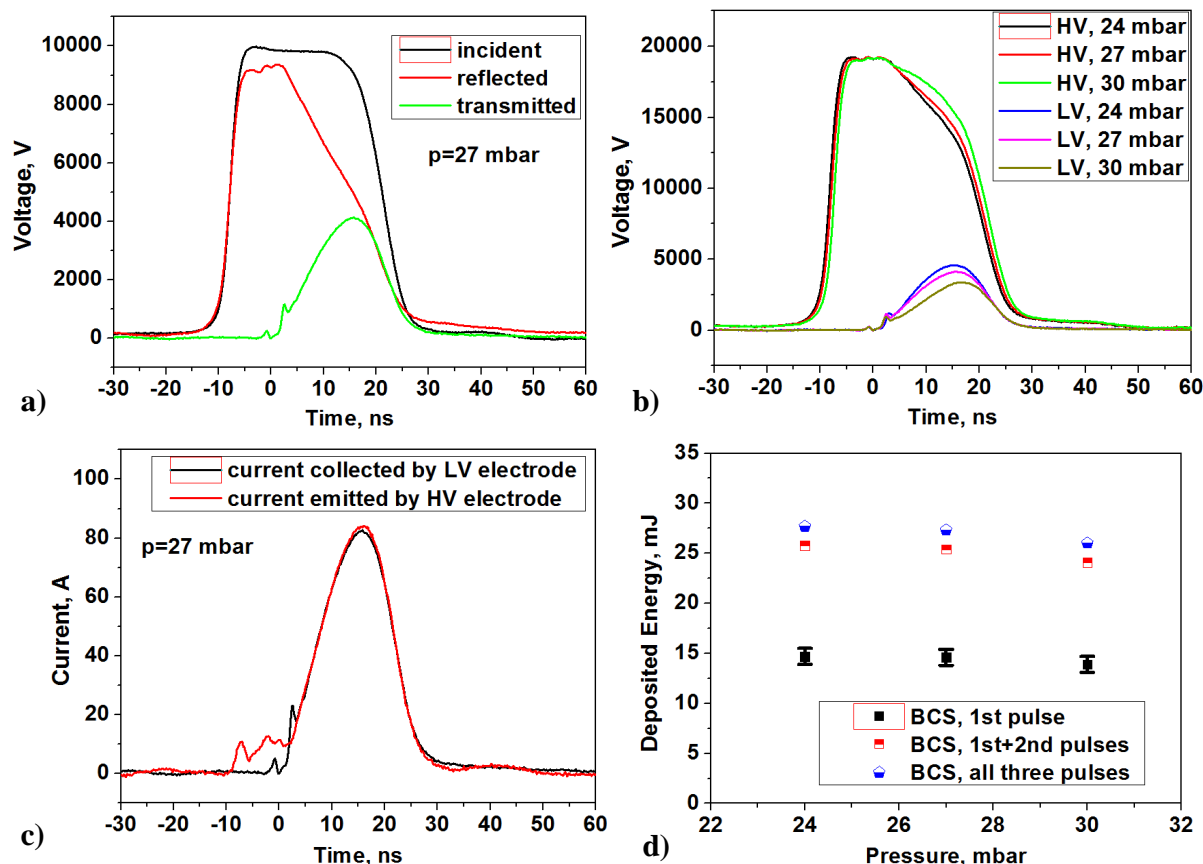 10000
8000
6000
4000
2000
0
Voltage, V
incident
reflected
transmitted
p=27 mbar
-30 -20 -10 0 10 20 30 40 50 60
Time, ns
a)
20000
15000
10000
5000
0
Voltage, V
HV, 24 mbar
HV, 27 mbar
HV, 30 mbar
LV, 24 mbar
LV, 27 mbar
LV, 30 mbar
-30 -20 -10 0 10 20 30 40 50 60
Time, ns
b)
100
80
60
40
20
0
Current, A
current collected by LV electrode
current emitted by HV electrode
p=27 mbar
-30 -20 -10 0 10 20 30 40 50 60
Time, ns
c)
35
30
25
20
15
10
5
0
Deposited Energy, mJ
BCS, 1st pulse
BCS, 1st+2nd pulses
BCS, all three pulses
22 24 26 28 30 32
Pressure, mbar
d)